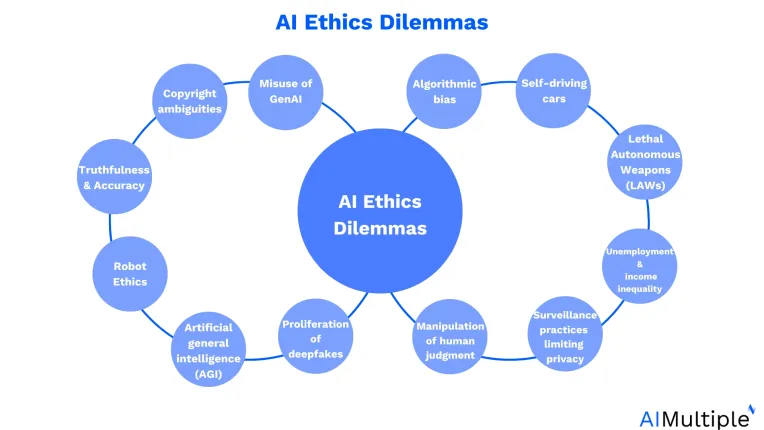 AI Ethics Dilemmas
Misuse of
GenAI
Copyright
ambiguities
Truthfulness
& Accuracy
Robot
Ethics
Artificial
general
intelligence
(AGI)
Proliferation
of
deepfakes
AI Ethics
Dilemmas
Algorithmic
bias
Self-driving
cars
Lethal
Autonomous
Weapons
(LAWs)
Unemployment
&
income
inequality
Surveillance
practices
limiting
privacy
Manipulation
of human
judgment
AIMultiple